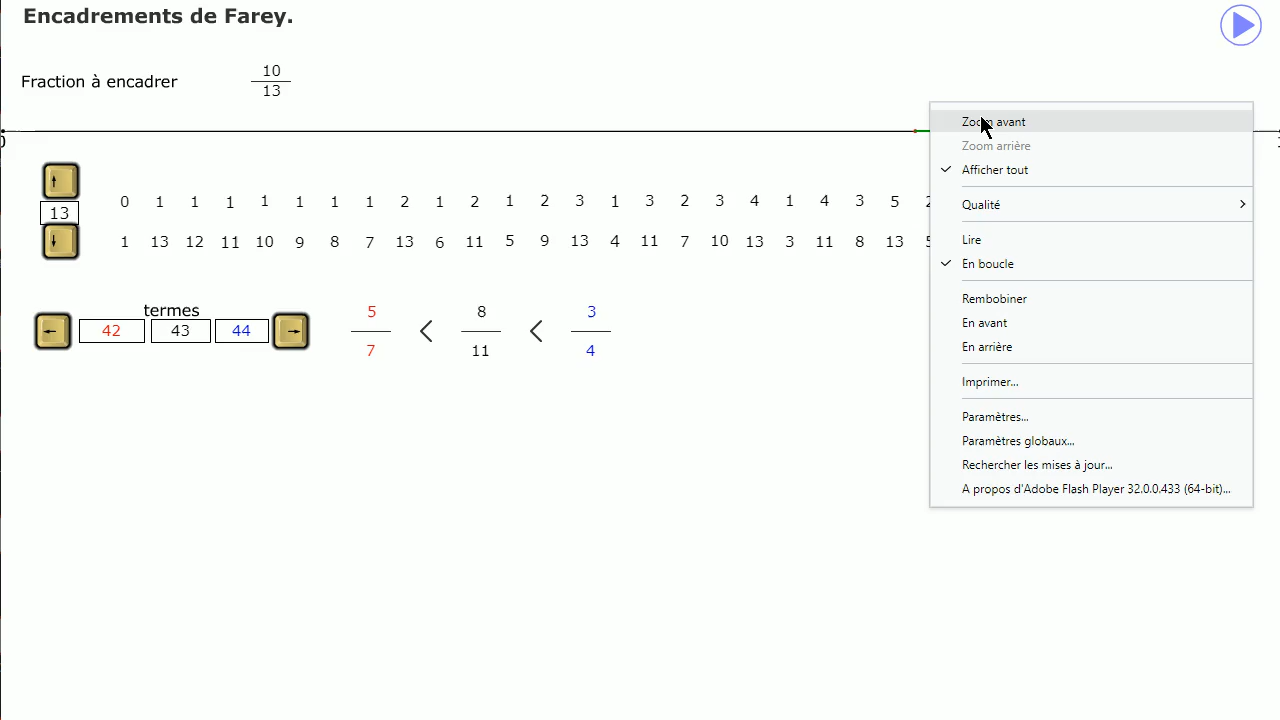 Encadrements de Farey.
Fraction à encadrer
10
13
0
13
0 1 1 1 1 1 1 1 2 1 2 1 2 3 1 3 2 3 4 1 4 3 5
1 13 12 11 10 9 8 7 13 6 11 5 9 13 4 11 7 10 13 3 11 8 13
termes
42 43 44
5 < 8 < 3
7 11 4
Zoom avant
Zoom arrière
Afficher tout
Qualité
Lire
En boucle
Rembobiner
En avant
En arrière
Imprimer...
Paramètres...
Paramètres globaux...
Rechercher les mises à jour...
A propos d'Adobe Flash Player 32.0.0.433 (64-bit)...